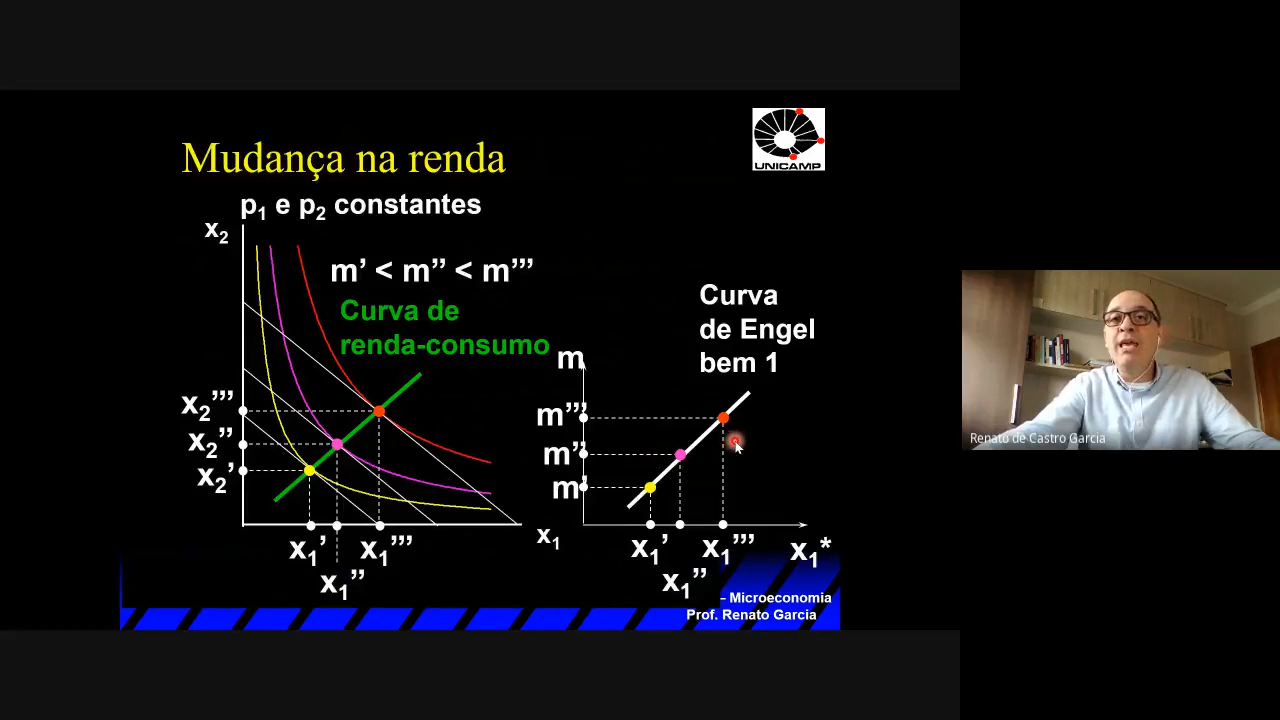 Mudança na renda
UNICAMP
p₁ e p₂ constantes
x₂
m’ < m’’ < m’’’
Curva de
renda-consumo
Curva
de Engel
bem 1
m
x₂’’’
x₂’’
x₂’
m’’’
m’’
m’
x₁
x₁’
x₁’’’
x₁’’
x₁’
x₁’’’
x₁*
x₁’’
– Microeconomia
Prof. Renato Garcia
Renato de Castro Garcia